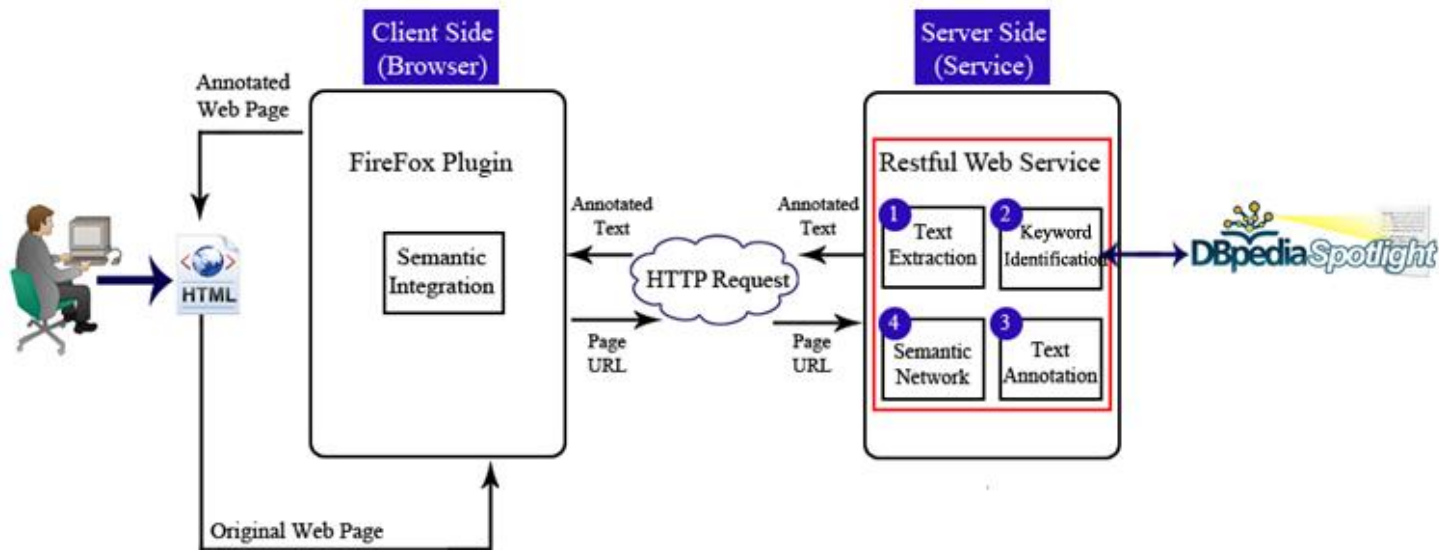 Client Side
(Browser)
Server Side
(Service)
Annotated
Web Page
FireFox Plugin
Semantic
Integration
Annotated
Text
Annotated
Text
HTTP Request
Page
URL
Page
URL
Restful Web Service
1
Text
Extraction
2
Keyword
Identification
4
Semantic
Network
3
Text
Annotation
DBpediaSpotlight
HTML
Original Web Page